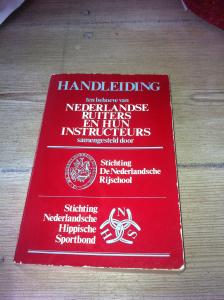 HANDLEIDING
ten behoeve van
NEDERLANDSE
RUITERS
EN HUN
INSTRUCTEURS
samengesteld door
Stichting
De Nederlandsche
Rijschool
Stichting
Nederlandsche
Hippische
Sportbond
N
H S